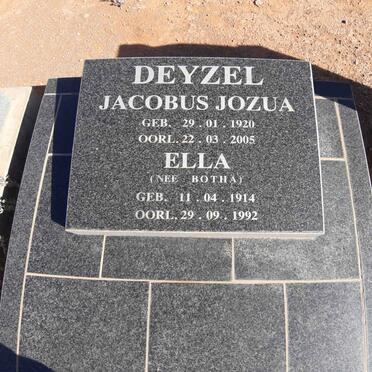 DEYZEL
JACOBUS JOZUA
GEB. 29 . 01 . 1920
OORL. 22 . 03 . 2005
ELLA
( NEE BOTHA )
GEB. 11 . 04 . 1914
OORL. 29 . 09 . 1992